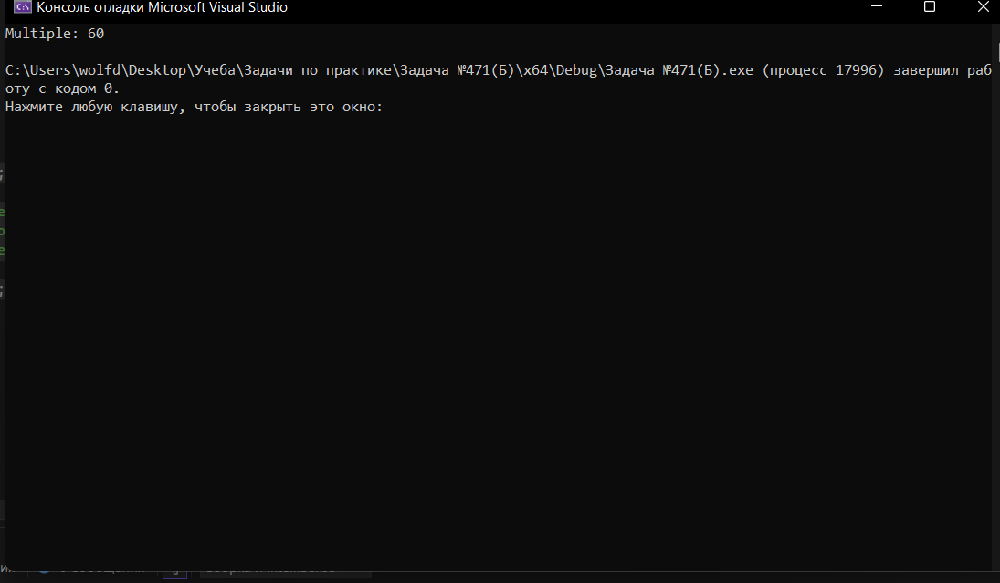 Консоль отладки Microsoft Visual Studio
Multiple: 60
C:\Users\wolfd\Desktop\Учеба\Задачи по практике\Задача №471(Б)\x64\Debug\Задача №471(Б).exe (процесс 17996) завершил раб
оту с кодом 0.
Нажмите любую клавишу, чтобы закрыть это окно: